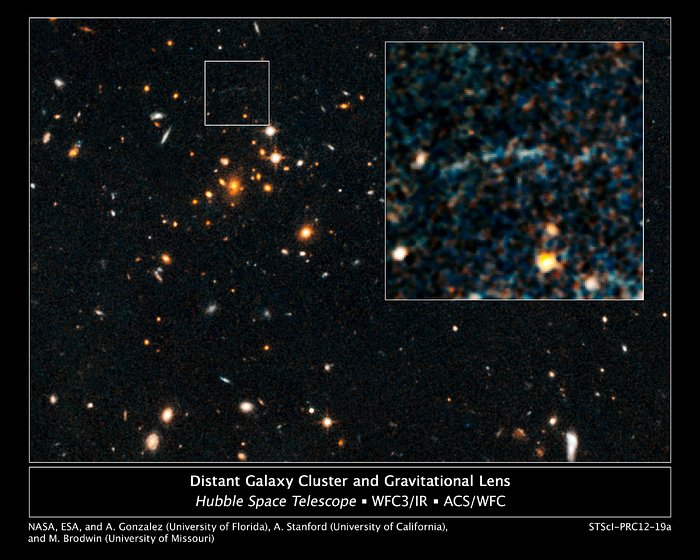 Distant Galaxy Cluster and Gravitational Lens
Hubble Space Telescope ▪ WFC3/IR ▪ ACS/WFC
NASA, ESA, and A. Gonzalez (University of Florida), A. Stanford (University of California),
and M. Brodwin (University of Missouri)
STScI-PRC12-19a